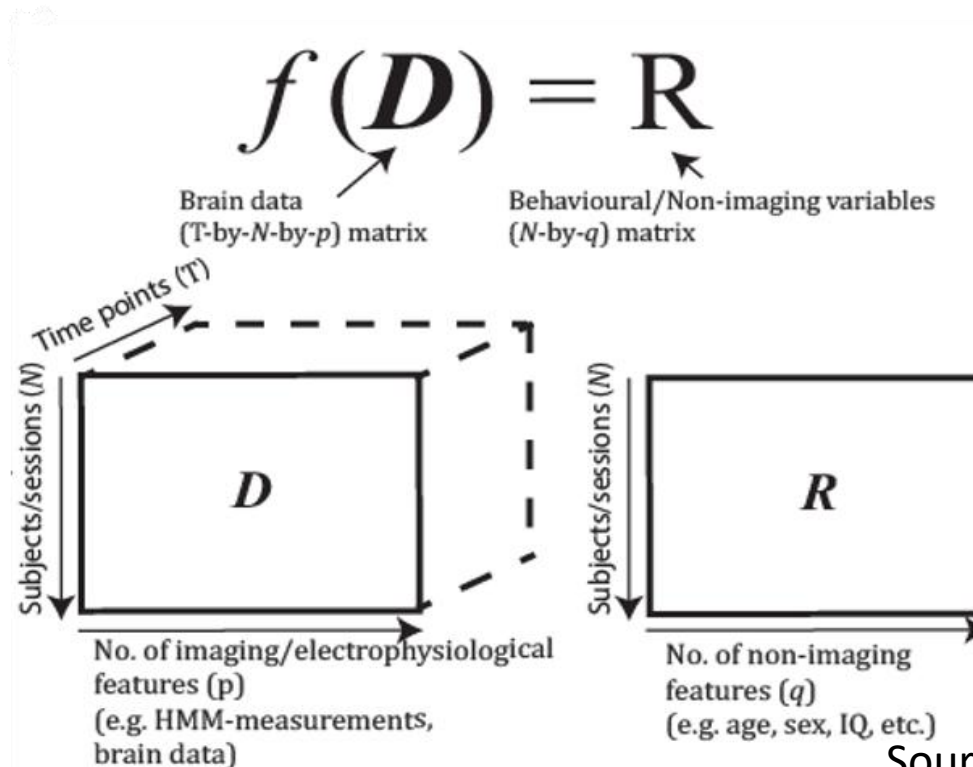 f(D) = R
Brain data
(T-by-N-by-p) matrix
Behavioural/Non-imaging variables
(N-by-q) matrix
Time points (T)
Subjects/sessions (N)
D
No. of imaging/electrophysiological
features (p)
(e.g. HMM-measurements,
brain data)
Subjects/sessions (N)
R
No. of non-imaging
features (q)
(e.g. age, sex, IQ, etc.)